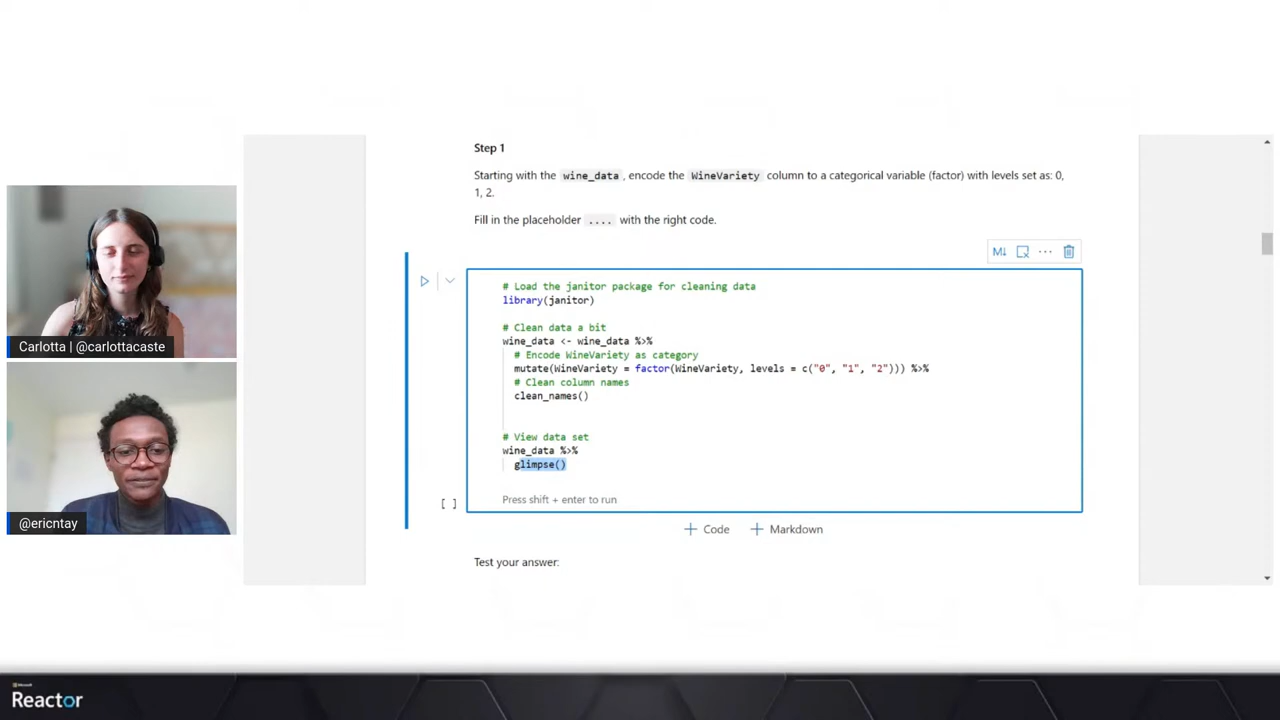 Step 1
Starting with the wine_data, encode the WineVariety column to a categorical variable (factor) with levels set as: 0,
1, 2.
Fill in the placeholder .... with the right code.
M↓
# Load the janitor package for cleaning data
library(janitor)
# Clean data a bit
wine_data <- wine_data %>%
# Encode WineVariety as category
mutate(WineVariety = factor(WineVariety, levels = c("0", "1", "2"))) %>%
# Clean column names
clean_names()
# View data set
wine_data %>%
glimpse()
[ ]
Press shift + enter to run
+ Code + Markdown
Test your answer:
Carlotta | @carlottacaste
@ericntay
Microsoft
Reactor